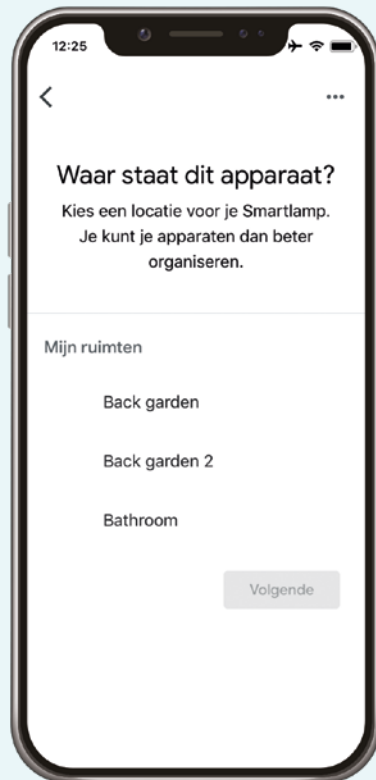 12:25
Waar staat dit apparaat?
Kies een locatie voor je Smartlamp.
Je kunt je apparaten dan beter
organiseren.
Mijn ruimten
Back garden
Back garden 2
Bathroom
Volgende